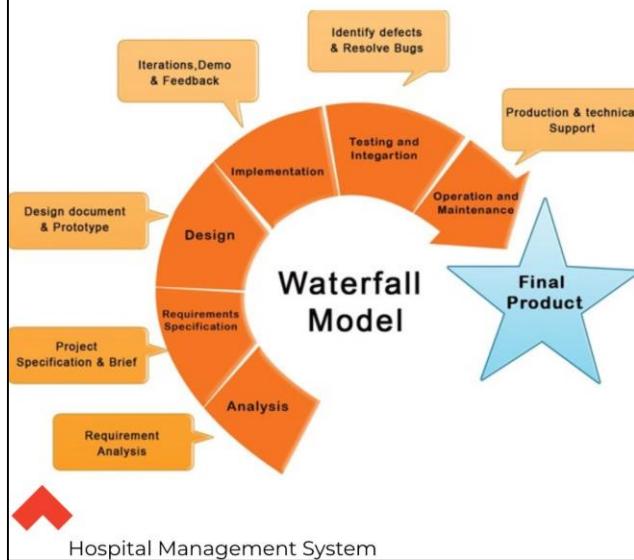 Identify defects
& Resolve Bugs
Iterations,Demo
& Feedback
Production & technical
Support
Testing and
Integartion
Implementation
Operation and
Maintenance
Design document
& Prototype
Design
Waterfall
Model
Final
Product
Requirements
Specification
Project
Specification & Brief
Analysis
Requirement
Analysis
Hospital Management System